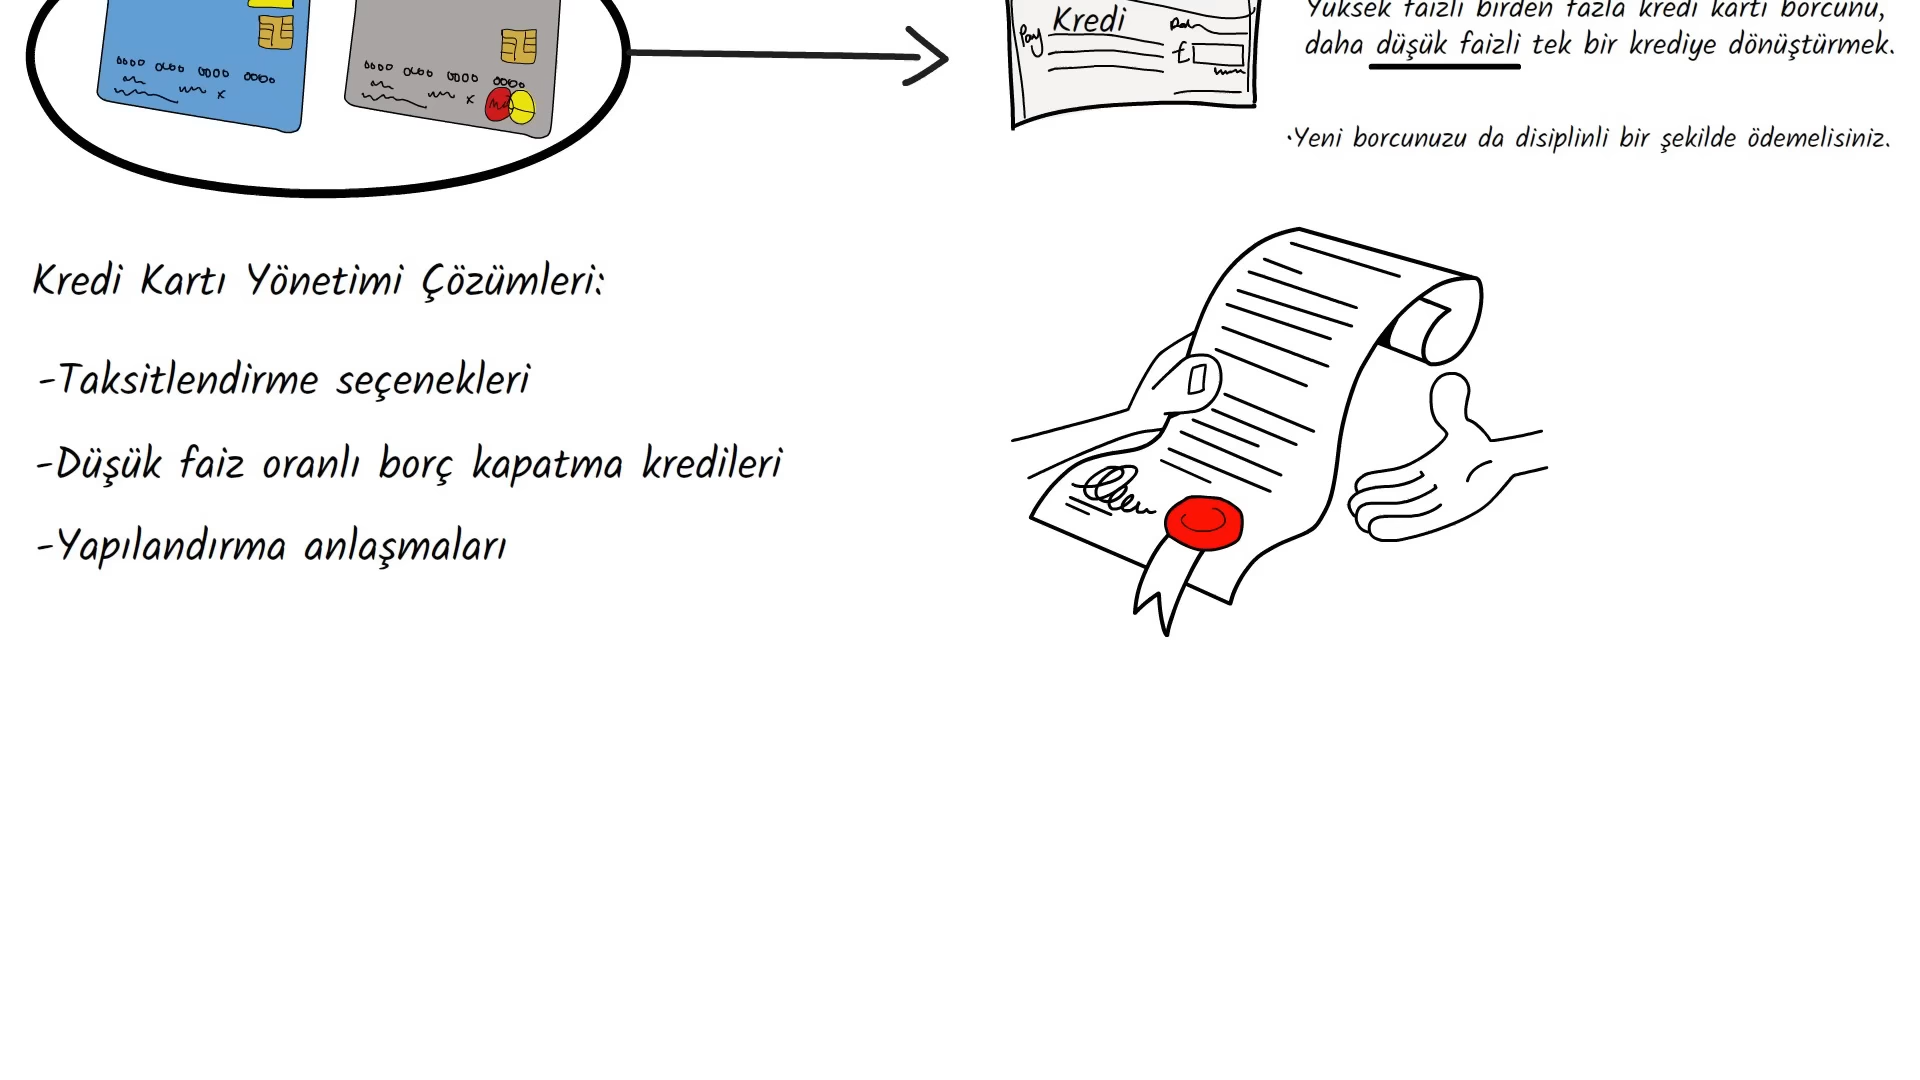 Kredi
Pay
£
Yüksek faizli birden fazla kredi kartı borcunu,
daha düşük faizli tek bir krediye dönüştürmek.
·Yeni borcunuzu da disiplinli bir şekilde ödemelisiniz.
Kredi Kartı Yönetimi Çözümleri:
-Taksitlendirme seçenekleri
-Düşük faiz oranlı borç kapatma kredileri
-Yapılandırma anlaşmaları